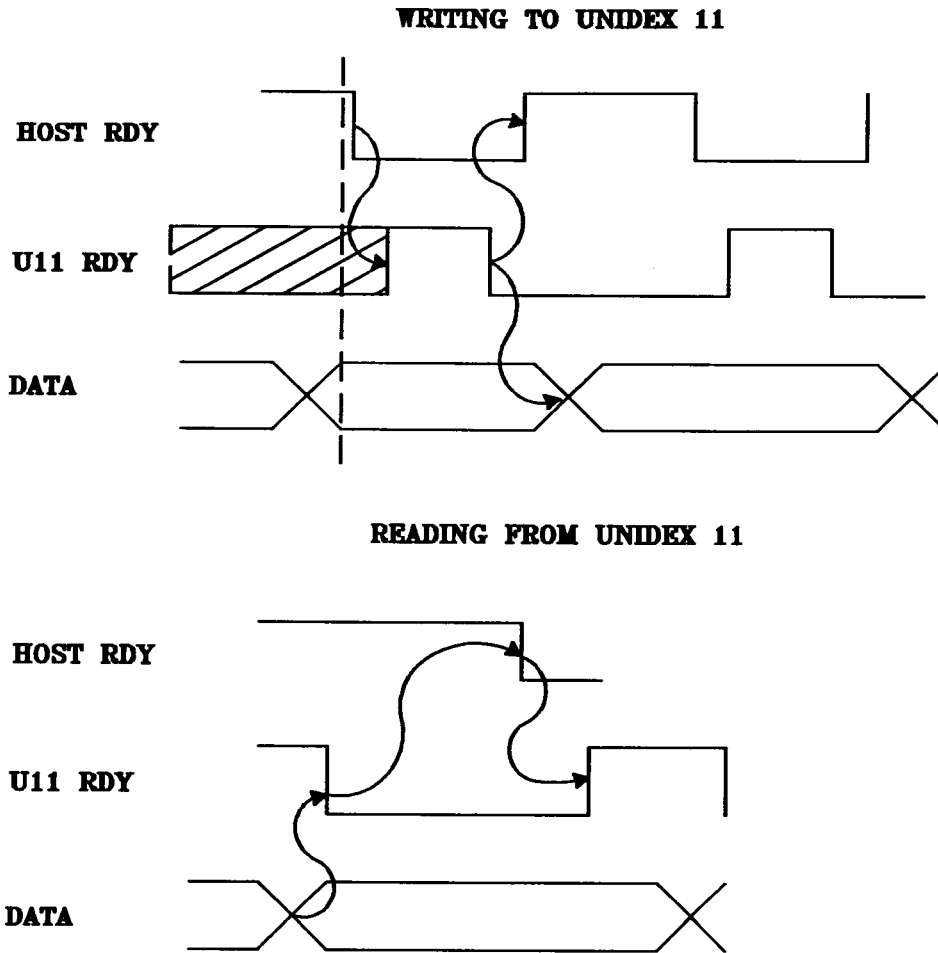 WRITING TO UNIDEX 11
HOST RDY
U11 RDY
DATA
READING FROM UNIDEX 11
HOST RDY
U11 RDY
DATA